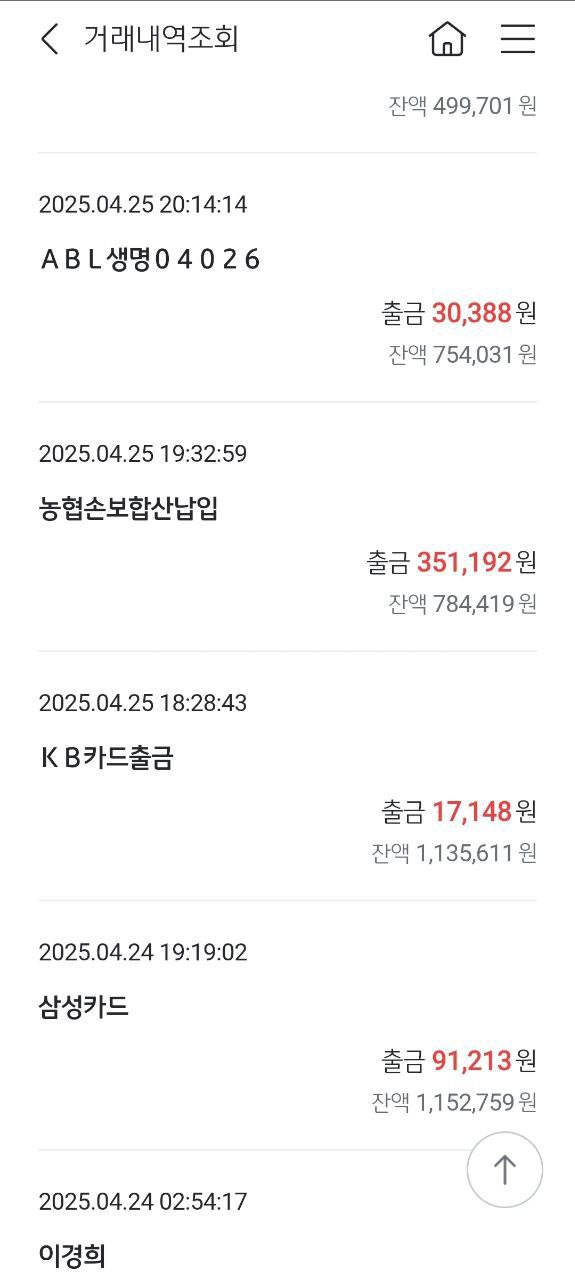 거래내역조회
잔액 499,701 원
2025.04.25 20:14:14
ABL생명04026
출금 30,388 원
잔액 754,031 원
2025.04.25 19:32:59
농협손보합산납입
출금 351,192 원
잔액 784,419 원
2025.04.25 18:28:43
KB카드출금
출금 17,148 원
잔액 1,135,611 원
2025.04.24 19:19:02
삼성카드
출금 91,213 원
잔액 1,152,759 원
2025.04.24 02:54:17
이경희